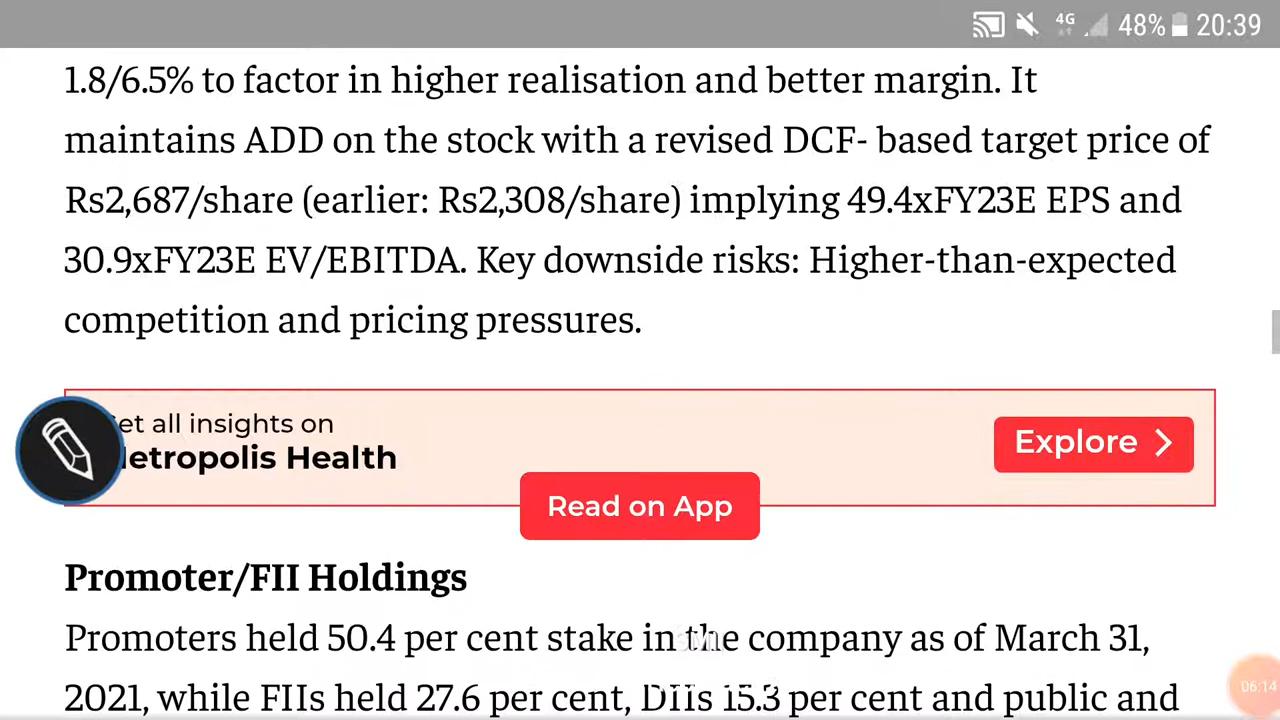 4G 48% 20:39
1.8/6.5% to factor in higher realisation and better margin. It
maintains ADD on the stock with a revised DCF- based target price of
Rs2,687/share (earlier: Rs2,308/share) implying 49.4xFY23E EPS and
30.9xFY23E EV/EBITDA. Key downside risks: Higher-than-expected
competition and pricing pressures.
et all insights on
etropolis Health
Explore
Read on App
Promoter/FII Holdings
Promoters held 50.4 per cent stake in the company as of March 31,
2021, while FIIs held 27.6 per cent, DIIs 15.3 per cent and public and
06:14